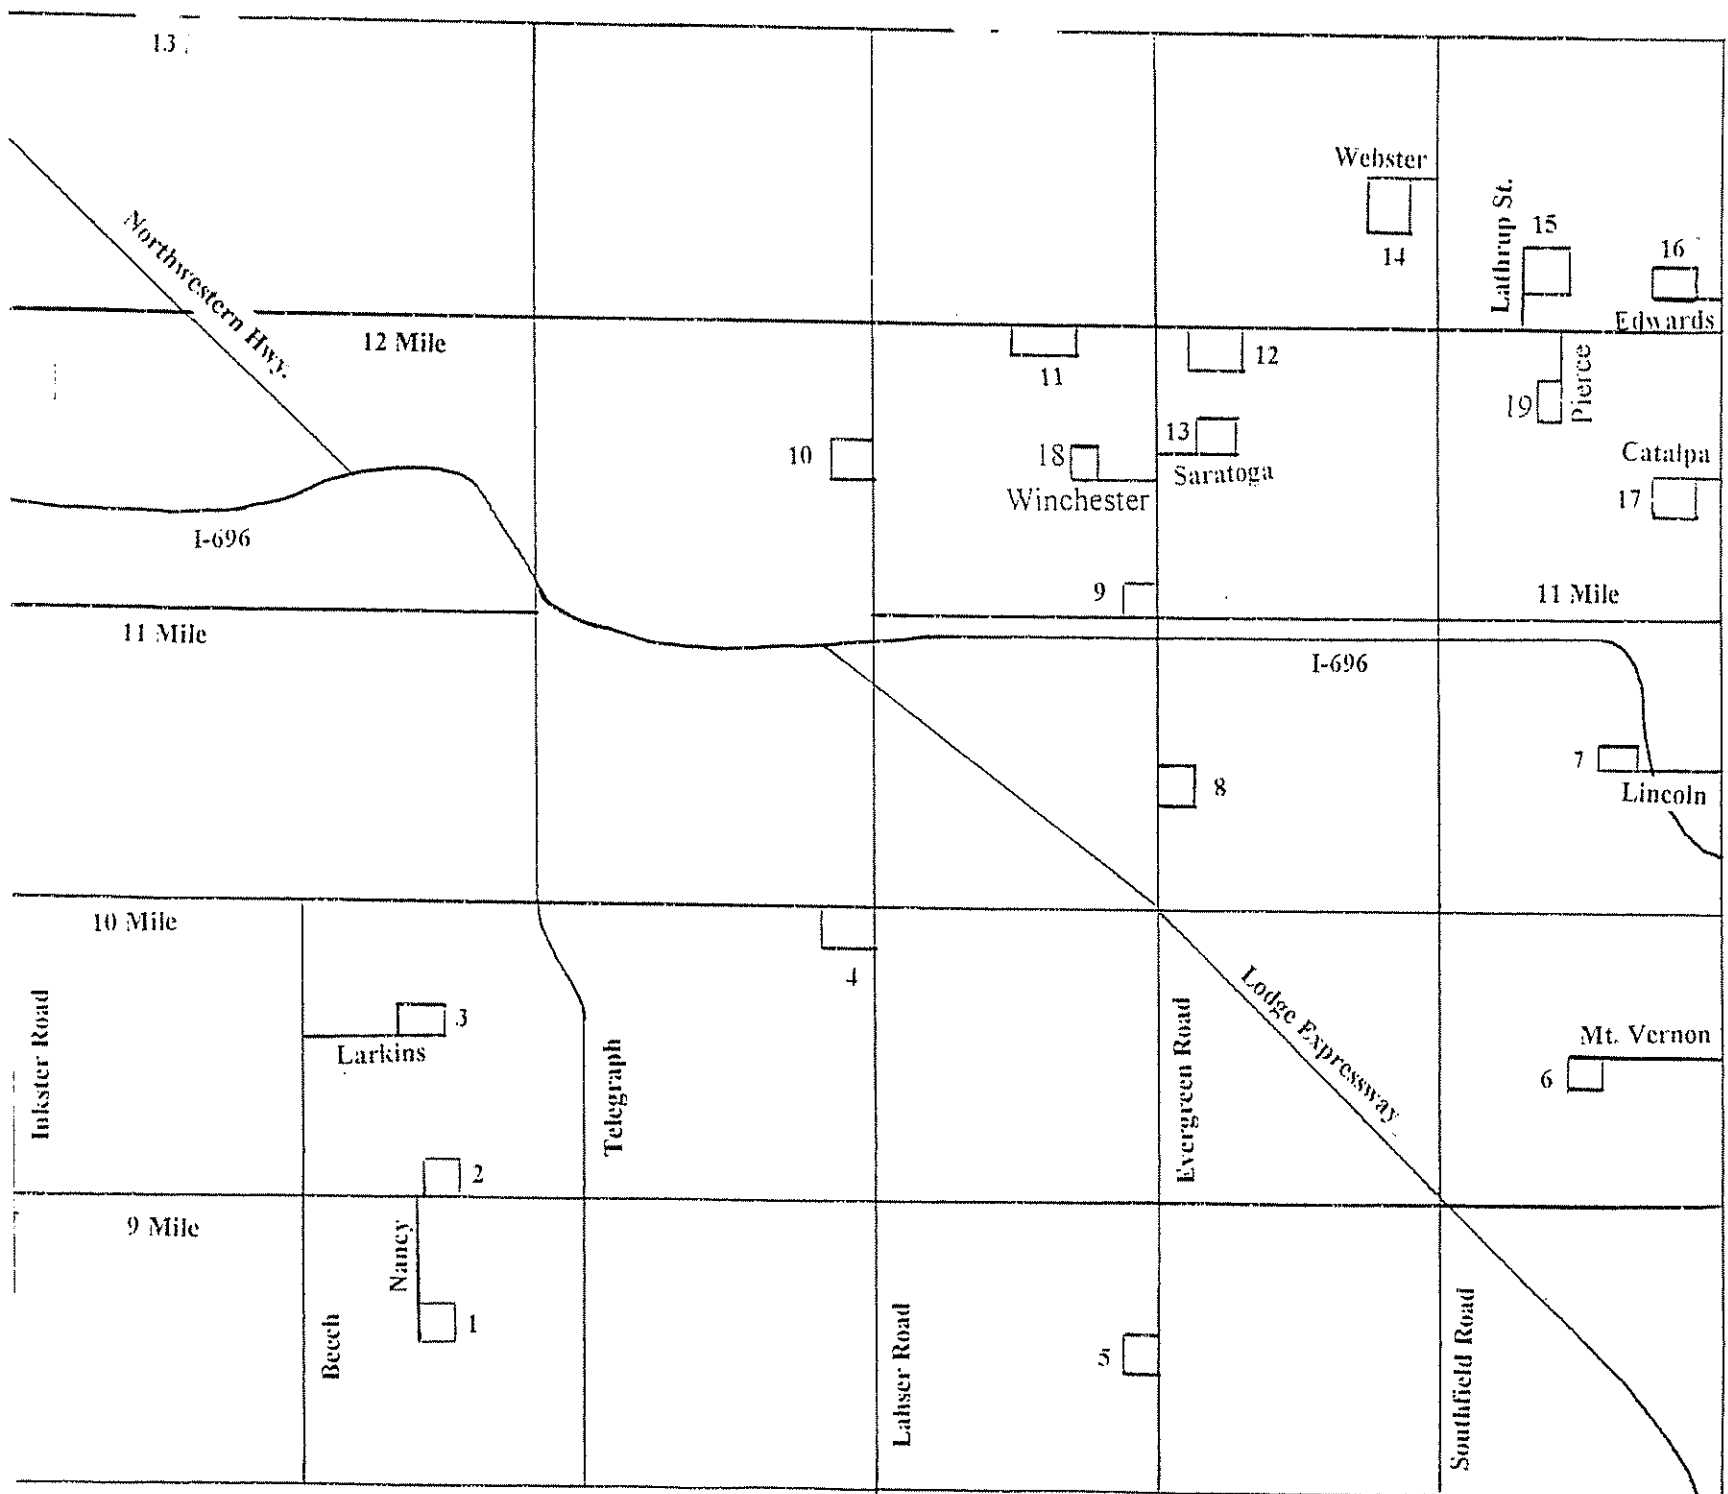 13
Webster
Northwestern Hwy.
Lathrup St.
15
14
16
Edwards
12 Mile
11
12
Pierce
19
10
18
13
Saratoga
Catalpa
Winchester
17
I-696
9
11 Mile
11 Mile
I-696
7
8
Lincoln
10 Mile
4
Inkster Road
3
Larkins
Telegraph
Evergreen Road
Lodge Expressway
Mt. Vernon
6
2
9 Mile
Nancy
1
Beech
Lahser Road
5
Southfield Road